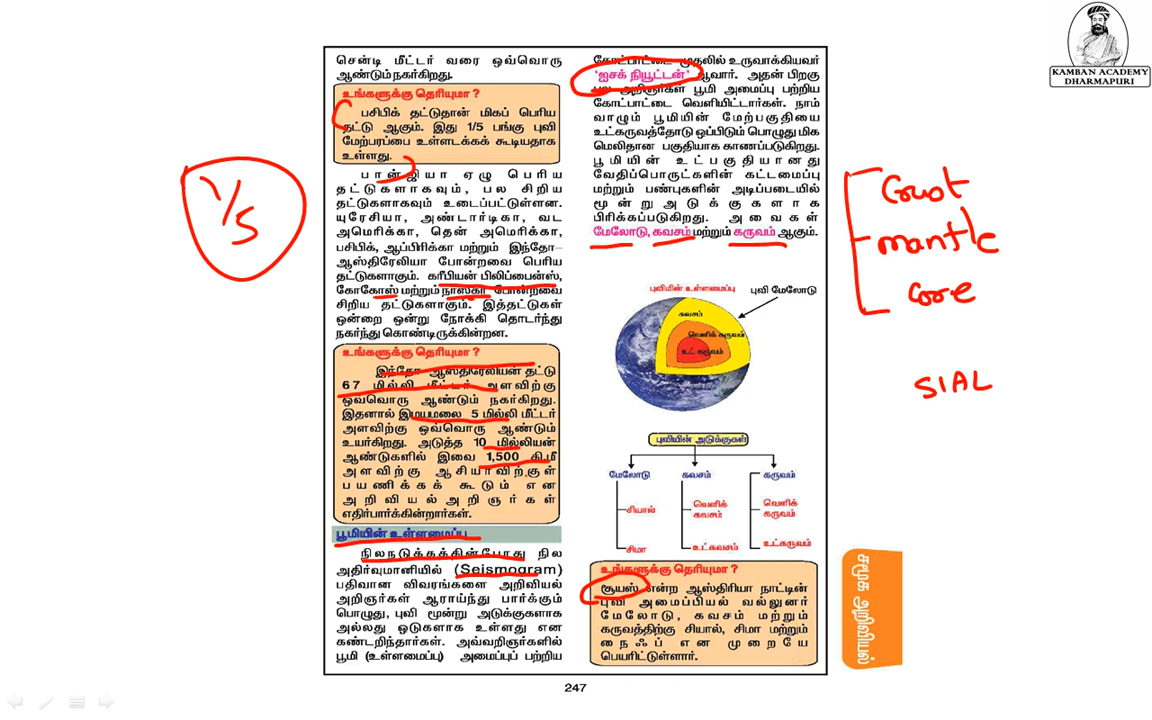 KAMBAN ACADEMY
DHARMAPURI
சென்டி மீட்டர் வரை ஒவ்வொரு
ஆண்டும் நகர்கிறது.
உங்களுக்கு தெரியுமா ?
பசிபிக் தட்டுதான் மிகப் பெரிய
தட்டு ஆகும். இது 1/5 பங்கு புவி
மேற்பரப்பை உள்ளடக்கக் கூடியதாக
உள்ளது.
பான்ஜியா ஏழு பெரிய
தட்டுகளாகவும், பல சிறிய
தட்டுகளாகவும் உடைப்பட்டுள்ளன.
யுரேசியா, அண்டார்டிகா, வட
அமெரிக்கா, தென் அமெரிக்கா,
பசிபிக், ஆப்பிரிக்கா மற்றும் இந்தோ–
ஆஸ்திரேலியா போன்றவை பெரிய
தட்டுகளாகும். கரீபியன் பிலிப்பைன்ஸ்,
கோகோஸ் மற்றும் நாஸ்கா போன்றவை
சிறிய தட்டுகளாகும். இத்தட்டுகள்
ஒன்றை ஒன்று நோக்கி தொடர்ந்து
நகர்ந்து கொண்டிருக்கின்றன.
உங்களுக்கு தெரியுமா ?
இந்தோ ஆஸ்திரேலியன் தட்டு
67 மில்லி மீட்டர் அளவிற்கு
ஒவ்வொரு ஆண்டும் நகர்கிறது.
இதனால் இமயமலை 5 மில்லி மீட்டர்
அளவிற்கு ஒவ்வொரு ஆண்டும்
உயர்கிறது. அடுத்த 10 மில்லியன்
ஆண்டுகளில் இவை 1,500 கி.மீ
அளவிற்கு ஆசியாவிற்குள்
பயணிக்கக் கூடும் என
அறிவியல் அறிஞர்கள்
எதிர்பார்க்கின்றார்கள்.
பூமியின் உள்ளமைப்பு
நிலநடுக்கத்தின்போது நில
அதிர்வுமானியில் (Seismogram)
பதிவான விவரங்களை அறிவியல்
அறிஞர்கள் ஆராய்ந்து பார்க்கும்
பொழுது, புவி மூன்று அடுக்குகளாக
அல்லது ஓடுகளாக உள்ளது என
கண்டறிந்தார்கள். அவ்வறிஞர்களில்
பூமி (உள்ளமைப்பு) அமைப்புப் பற்றிய
கோட்பாட்டை முதலில் உருவாக்கியவர்
'ஐசக் நியூட்டன்' ஆவார். அதன் பிறகு
பல அறிஞர்கள் பூமி அமைப்பு பற்றிய
கோட்பாட்டை வெளியிட்டார்கள். நாம்
வாழும் பூமியின் மேற்பகுதியை
உட்கருவத்தோடு ஒப்பிடும் பொழுது மிக
மெலிதான பகுதியாக காணப்படுகிறது.
பூமியின் உட்பகுதியானது
வேதிப்பொருட்களின் கட்டமைப்பு
மற்றும் பண்புகளின் அடிப்படையில்
மூன்று அடுக்குகளாக
பிரிக்கப்படுகிறது. அவைகள்
மேலோடு, கவசம் மற்றும் கருவம் ஆகும்.
புவியின் உள்ளமைப்பு
புவி மேலோடு
கவசம்
வெளிக் கருவம்
உட் கருவம்
புவியின் அடுக்குகள்
மேலோடு கவசம் கருவம்
சியால் வெளிக் கவசம் வெளிக் கருவம்
சிமா உட்கவசம் உட்கருவம்
உங்களுக்கு தெரியுமா ?
சூயஸ் என்ற ஆஸ்திரியா நாட்டின்
புவி அமைப்பியல் வல்லுனர்
மேலோடு, கவசம் மற்றும்
கருவத்திற்கு சியால், சிமா மற்றும்
நைஃப் என முறையே
பெயரிட்டுள்ளார்.
சமூக அறிவியல்
247
1/5
Crust
mantle
core
SIAL